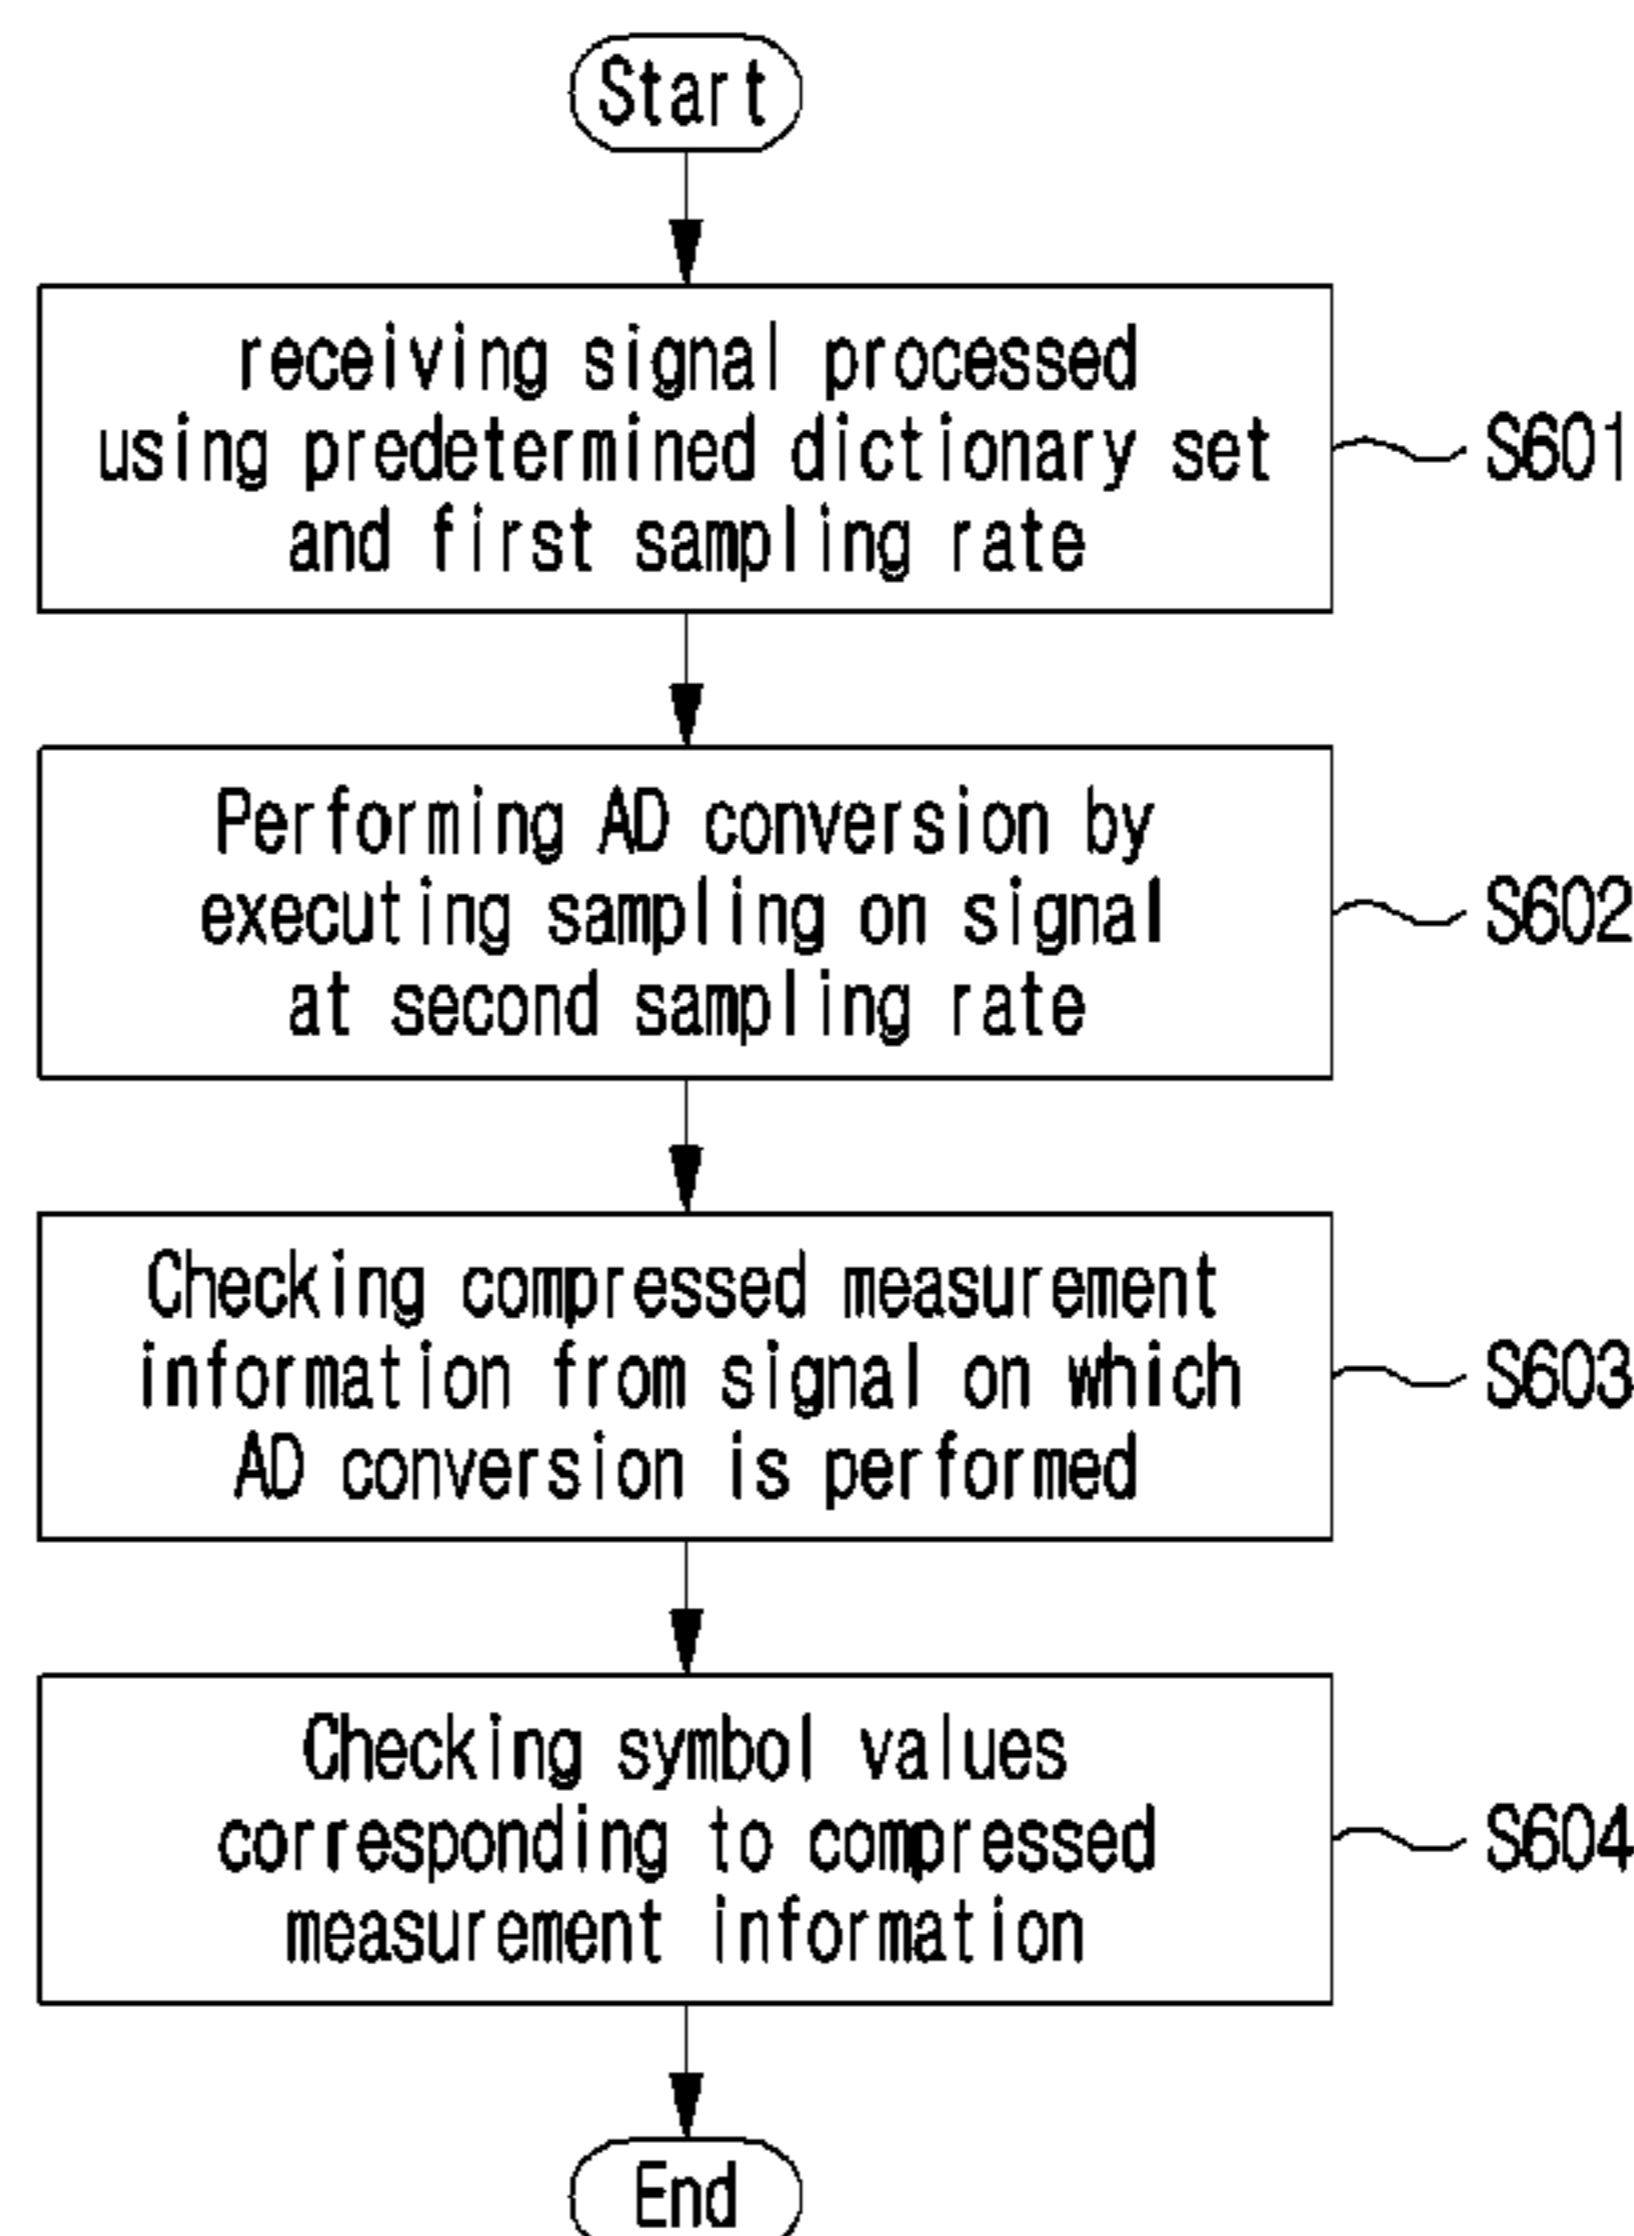 Start
receiving signal processed
using predetermined dictionary set
and first sampling rate
S601
Performing AD conversion by
executing sampling on signal
at second sampling rate
S602
Checking compressed measurement
information from signal on which
AD conversion is performed
S603
Checking symbol values
corresponding to compressed
measurement information
S604
End